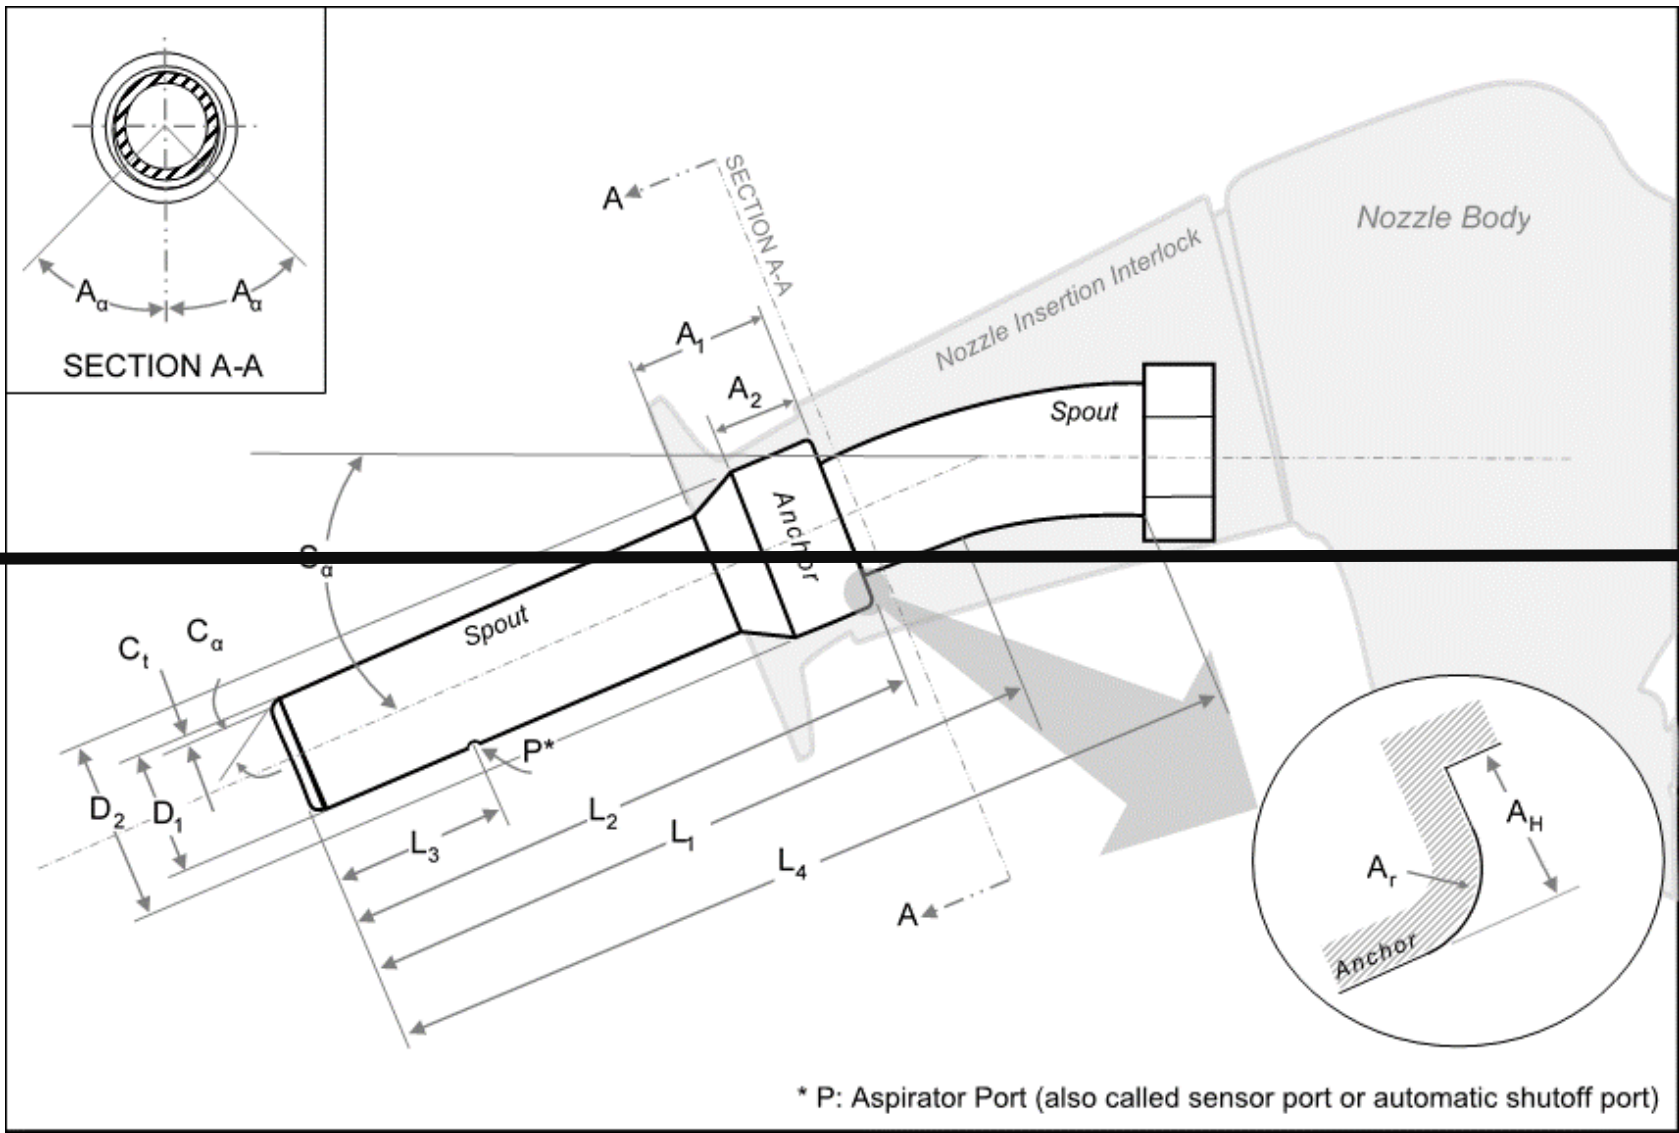 A
SECTION A-A
Nozzle Body
Nozzle Insertion Interlock
Aα
Aα
SECTION A-A
A1
A2
Spout
Anchor
Spout
Cα
Ct
P*
D2
D1
L2
L1
L3
L4
A
AH
Ar
Anchor
* P: Aspirator Port (also called sensor port or automatic shutoff port)